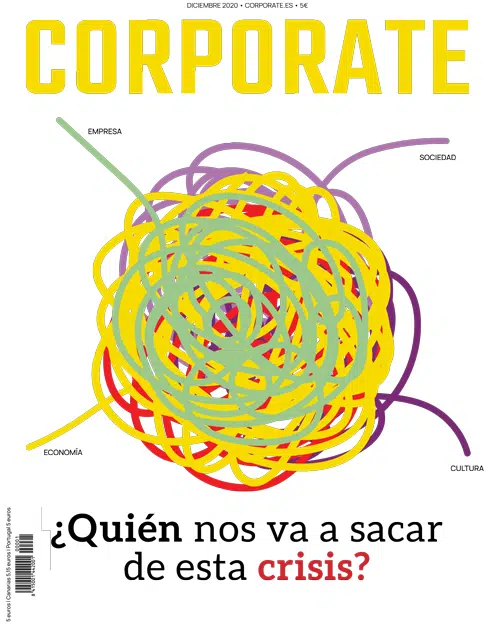 DICIEMBRE 2020 • CORPORATE.ES • 5€
CORPORATE
EMPRESA
SOCIEDAD
ECONOMÍA
CULTURA
¿Quién nos va a sacar
de esta crisis?
5 euros | Canarias 5,15 euros | Portugal 5 euros